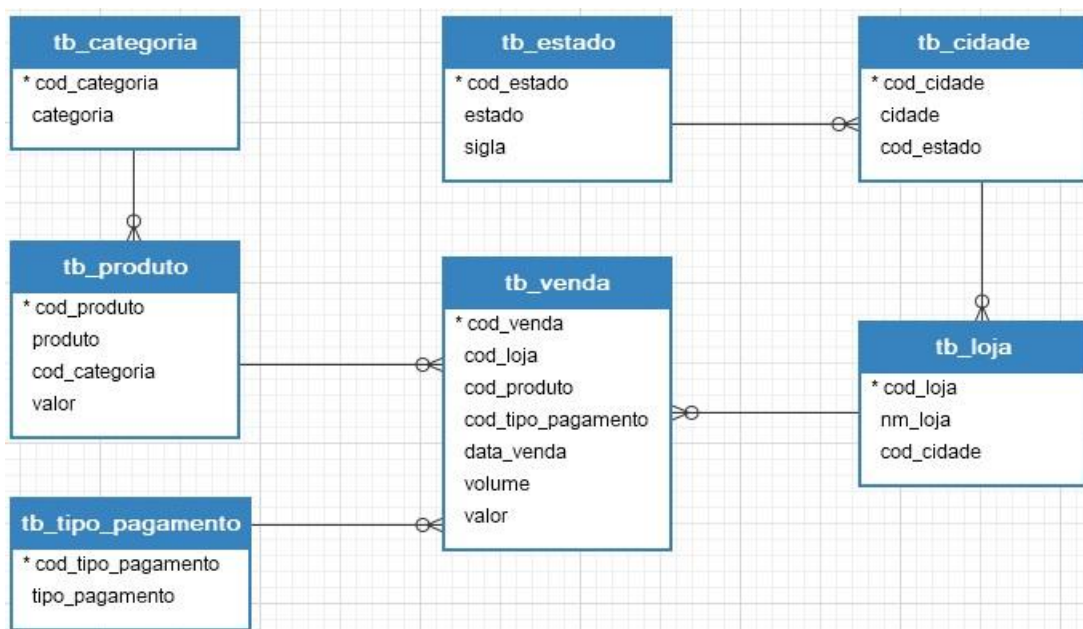 tb_categoria
* cod_categoria
categoria
tb_estado
* cod_estado
estado
sigla
tb_cidade
* cod_cidade
cidade
cod_estado
tb_produto
* cod_produto
produto
cod_categoria
valor
tb_venda
* cod_venda
cod_loja
cod_produto
cod_tipo_pagamento
data_venda
volume
valor
tb_loja
* cod_loja
nm_loja
cod_cidade
tb_tipo_pagamento
* cod_tipo_pagamento
tipo_pagamento